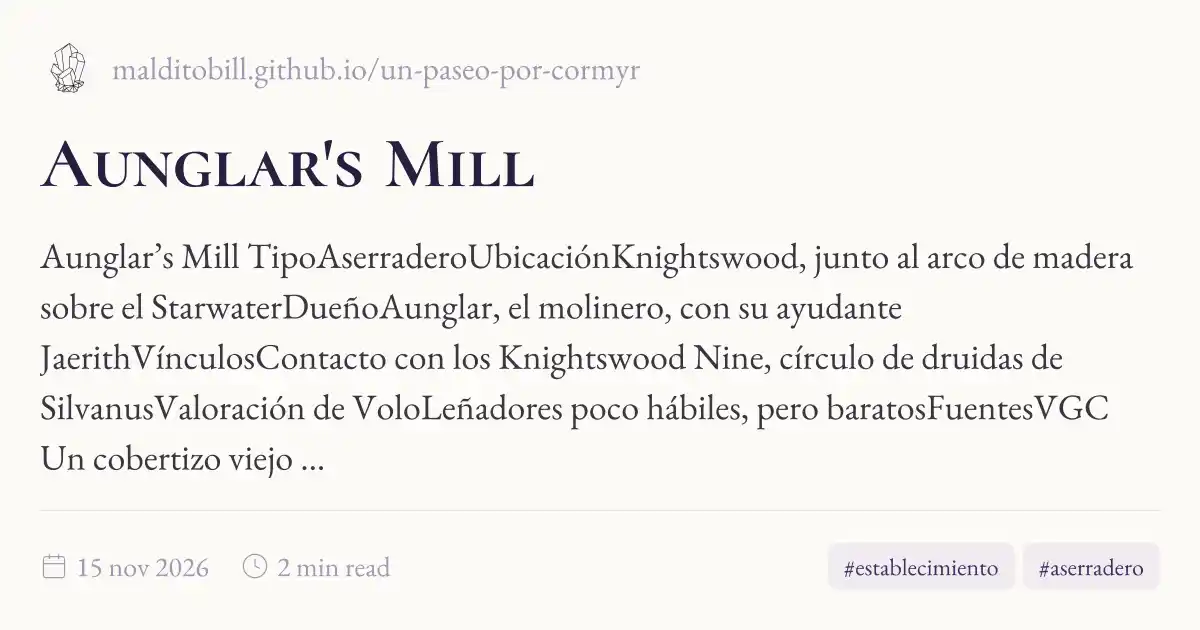 malditobill.github.io/un-paseo-por-cormyr
Aunglar's Mill
Aunglar’s Mill TipoAserraderoUbicaciónKnightswood, junto al arco de madera
sobre el StarwaterDueñoAunglar, el molinero, con su ayudante
JaerithVínculosContacto con los Knightswood Nine, círculo de druidas de
SilvanusValoración de VoloLeñadores poco hábiles, pero baratosFuentesVGC
Un cobertizo viejo ...
15 nov 2026 2 min read #establecimiento #aserradero